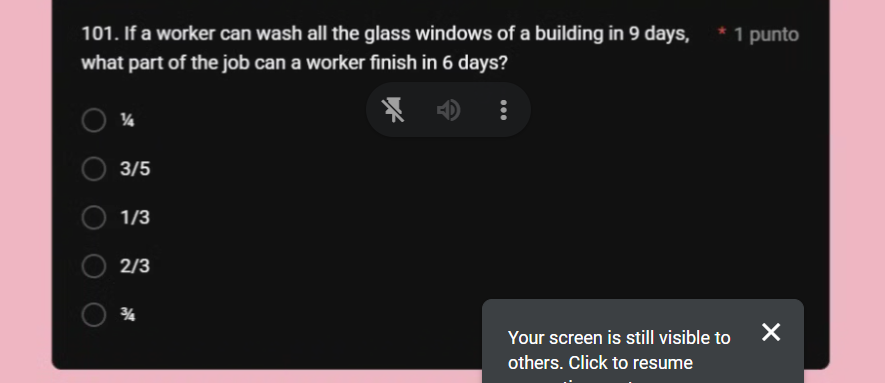 101. If a worker can wash all the glass windows of a building in 9 days, * 1 punto
what part of the job can a worker finish in 6 days?
¼
3/5
1/3
2/3
¾
Your screen is still visible to
others. Click to resume